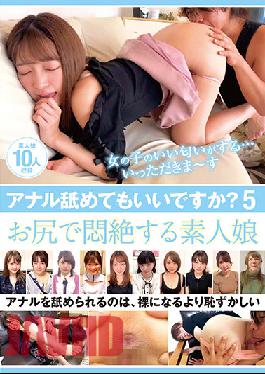 女の子のいい匂いがする…
いっただきま～す
素人娘
10人
収録
アナル舐めてもいいですか？5
お尻で悶絶する素人娘
アナルを舐められるのは、裸になるより恥ずかしい